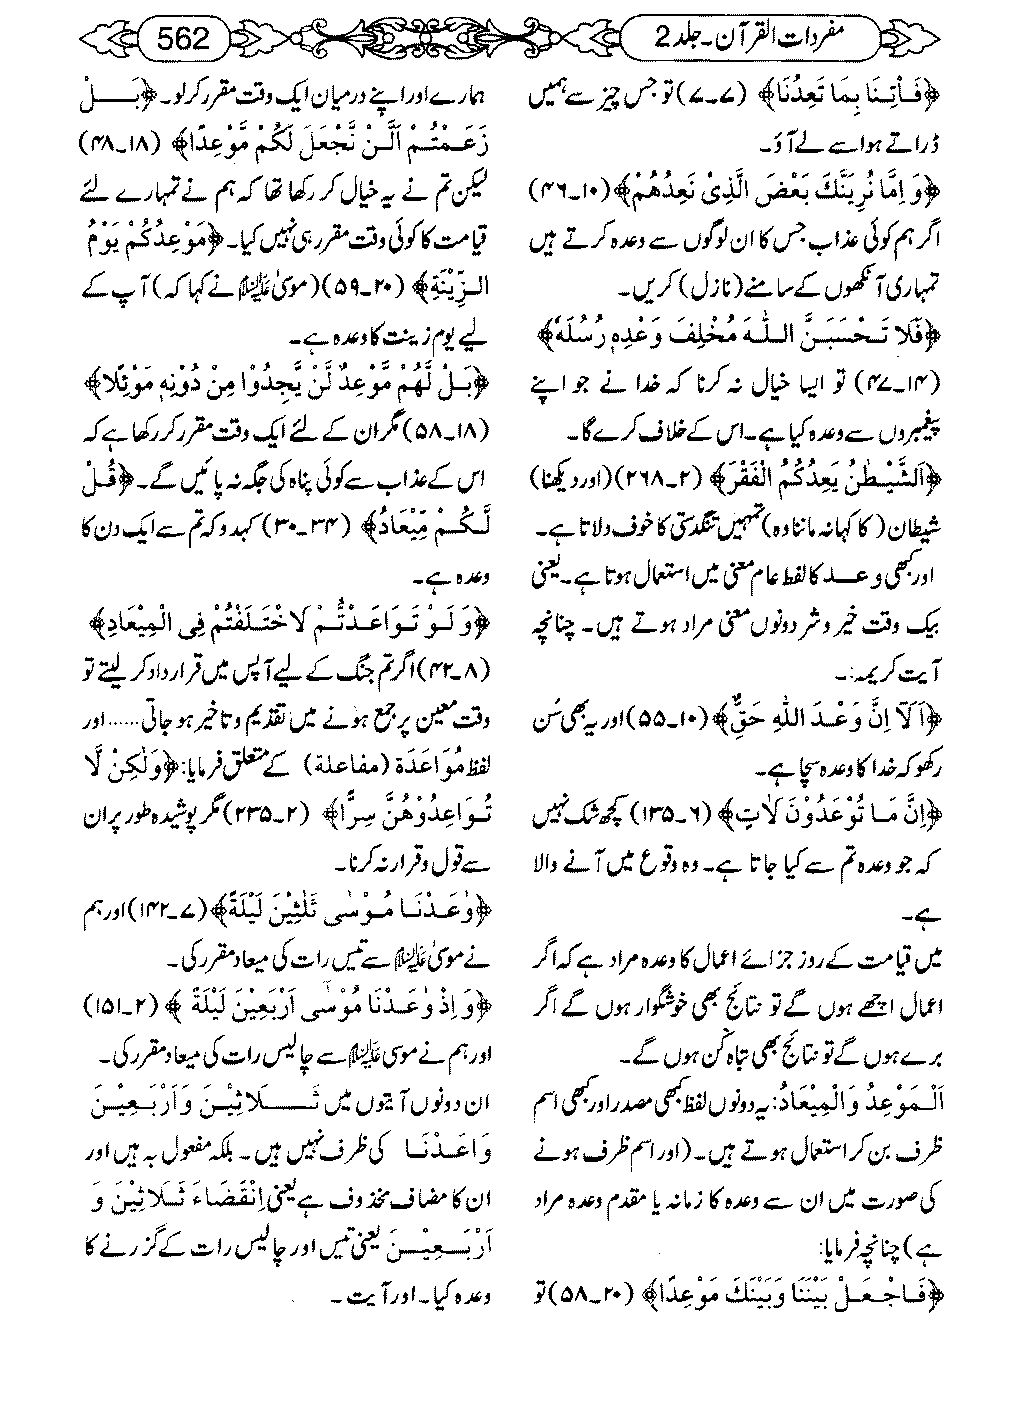 مفردات القرآن۔ جلد 2
562
﴿فَأْتِنَا بِمَا تَعِدُنَا﴾ (۷۔۷) تو جس چیز سے ہمیں
ڈراتے ہو اسے لے آؤ۔
﴿وَ اِمَّا نُرِیَنَّكَ بَعْضَ الَّذِیْ نَعِدُهُمْ﴾ (۱۰۔۴۶)
اگر ہم کوئی عذاب جس کا ان لوگوں سے وعدہ کرتے ہیں
تمہاری آنکھوں کے سامنے (نازل) کریں۔
﴿فَلَا تَحْسَبَنَّ اللّٰهَ مُخْلِفَ وَعْدِهٖ رُسُلَهٗ﴾
(۱۴۔۴۷) تو ایسا خیال نہ کرنا کہ خدا نے جو اپنے
پیغمبروں سے وعدہ کیا ہے۔ اس کے خلاف کرے گا۔
﴿اَلشَّیْطٰنُ یَعِدُكُمُ الْفَقْرَ﴾ (۲۔۲۶۸) (اور دیکھنا)
شیطان (کا کہا نہ ماننا وہ) تمہیں تنگدستی کا خوف دلاتا ہے۔
اور کبھی وعد کا لفظ عام معنی میں استعمال ہوتا ہے۔ یعنی
بیک وقت خیر و شر دونوں معنی مراد ہوتے ہیں۔ چنانچہ
آیت کریمہ:۔
﴿اَلَآ اِنَّ وَعْدَ اللّٰهِ حَقٌّ﴾ (۱۰۔۵۵) اور یہ بھی سن
رکھو کہ خدا کا وعدہ سچا ہے۔
﴿اِنَّ مَا تُوْعَدُوْنَ لَاٰتٍ﴾ (۶۔۱۳۵) کچھ شک نہیں
کہ جو وعدہ تم سے کیا جاتا ہے۔ وہ وقوع میں آنے والا
ہے۔
میں قیامت کے روز جزائے اعمال کا وعدہ مراد ہے کہ اگر
اعمال اچھے ہوں گے تو نتائج بھی خوشگوار ہوں گے اگر
برے ہوں گے تو نتائج بھی تباہ کن ہوں گے۔
اَلْمَوْعِدُ وَالْمِیْعَادُ: یہ دونوں لفظ کبھی مصدر اور کبھی اسم
ظرف بن کر استعمال ہوتے ہیں۔ (اور اسم ظرف ہونے
کی صورت میں ان سے وعدہ کا زمانہ یا مقدم وعدہ مراد
ہے) چنانچہ فرمایا:
﴿فَاجْعَلْ بَیْنَنَا وَبَیْنَكَ مَوْعِدًا﴾ (۲۰۔۵۸) تو
ہمارے اور اپنے درمیان ایک وقت مقرر کرلو۔ ﴿بَلْ
زَعَمْتُمْ اَلَّنْ نَّجْعَلَ لَكُمْ مَّوْعِدًا﴾ (۱۸۔۴۸)
لیکن تم نے یہ خیال کر رکھا تھا کہ ہم نے تمہارے لئے
قیامت کا کوئی وقت مقرر ہی نہیں کیا۔ ﴿مَوْعِدُكُمْ یَوْمُ
الزِّیْنَةِ﴾ (۲۰۔۵۹) (موسیٰ علیہ السلام نے کہا کہ) آپ کے
لیے یوم زینت کا وعدہ ہے۔
﴿بَلْ لَّهُمْ مَّوْعِدٌ لَّنْ یَّجِدُوْا مِنْ دُوْنِهٖ مَوْئِلًا﴾
(۱۸۔۵۸) مگر ان کے لئے ایک وقت مقرر کر رکھا ہے کہ
اس کے عذاب سے کوئی پناہ کی جگہ نہ پائیں گے۔ ﴿قُلْ
لَّكُمْ مِّیْعَادُ﴾ (۳۴۔۳۰) کہدو کہ تم سے ایک دن کا
وعدہ ہے۔
﴿وَ لَوْ تَوَاعَدْتُّمْ لَاخْتَلَفْتُمْ فِی الْمِیْعَادِ﴾
(۸۔۴۲) اگر تم جنگ کے لیے آپس میں قرارداد کر لیتے تو
وقت معین پر جمع ہونے میں تقدیم و تاخیر ہو جاتی...... اور
لفظ مُوَاعَدَة (مفاعلة) کے متعلق فرمایا: ﴿وَلٰكِنْ لَّا
تُوَاعِدُوْهُنَّ سِرًّا﴾ (۲۔۲۳۵) مگر پوشیدہ طور پر ان
سے قول و قرار نہ کرنا۔
﴿وٰعَدْنَا مُوْسٰی ثَلٰثِیْنَ لَیْلَةً﴾ (۷۔۱۴۲) اور ہم
نے موسیٰ علیہ السلام سے تیس رات کی میعاد مقرر کی۔
﴿وَ اِذْ وٰعَدْنَا مُوْسٰۤی اَرْبَعِیْنَ لَیْلَةً﴾ (۲۔۱۵۱)
اور ہم نے موسیٰ علیہ السلام سے چالیس رات کی میعاد مقرر کی۔
ان دونوں آیتوں میں ثَلَاثِیْنَ وَاَرْبَعِیْنَ
وَاعَدْنَا کی ظرف نہیں ہیں۔ بلکہ مفعول بہ ہیں اور
ان کا مضاف محذوف ہے یعنی اِنْقَضَاءَ ثَلَاثِیْنَ وَ
اَرْبَعِیْنَ یعنی تیس اور چالیس رات کے گزرنے کا
وعدہ کیا۔ اور آیت۔